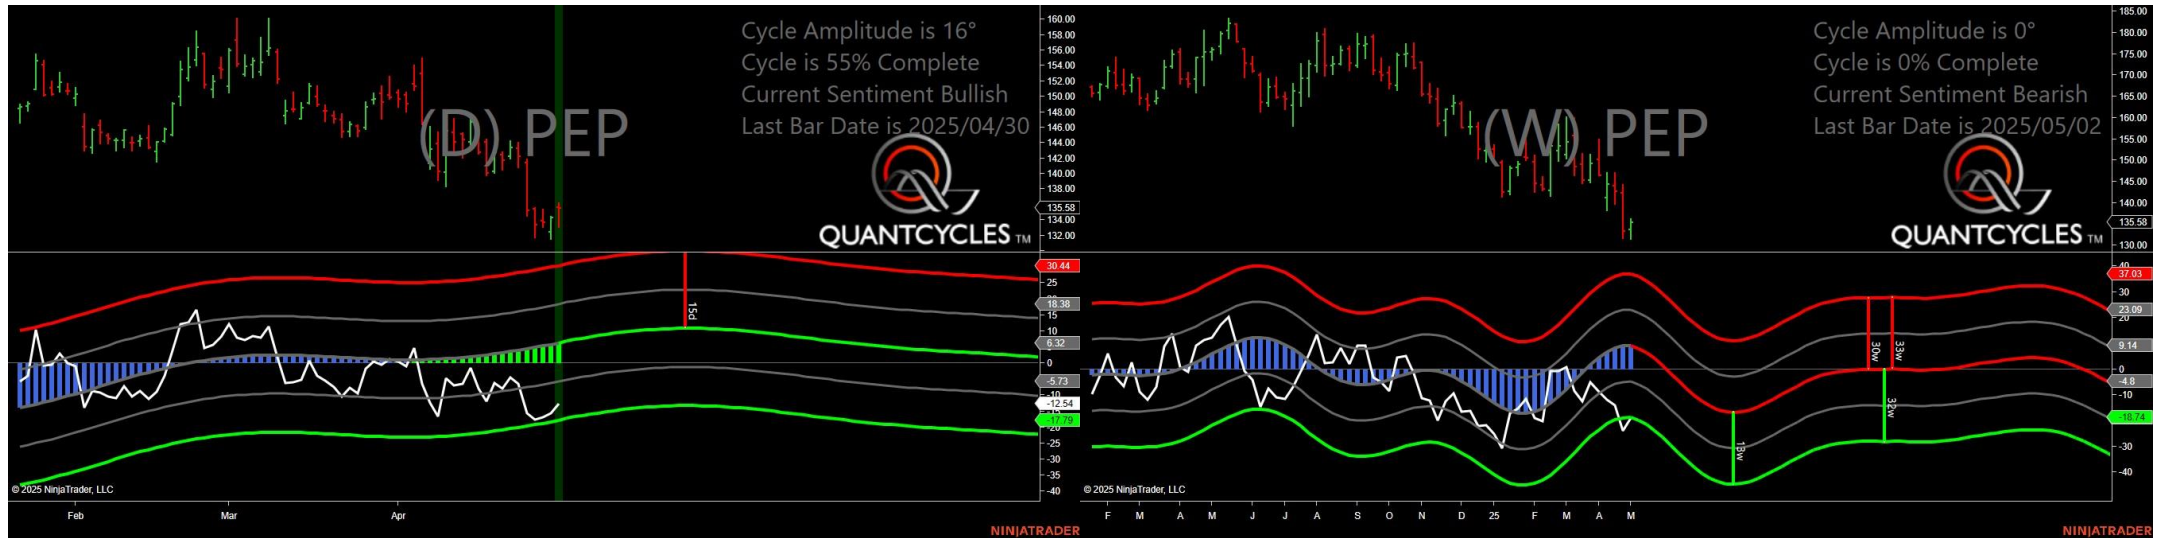 Cycle Amplitude is 16°
Cycle is 55% Complete
Current Sentiment Bullish
Last Bar Date is 2025/04/30
(D) PEP
QUANTCYCLES TM
160.00
158.00
156.00
154.00
152.00
150.00
148.00
146.00
144.00
142.00
140.00
138.00
135.58
134.00
132.00
30.44
25
18.38
15
10
6.32
0
-5.73
-10
-12.54
-17.79
-20
-25
-30
-35
-40
15d
© 2025 NinjaTrader, LLC
Feb Mar Apr
NINJATRADER
Cycle Amplitude is 0°
Cycle is 0% Complete
Current Sentiment Bearish
Last Bar Date is 2025/05/02
(W) PEP
QUANTCYCLES TM
185.00
180.00
175.00
170.00
165.00
160.00
155.00
150.00
145.00
140.00
135.58
130.00
40
37.03
30
23.09
20
9.14
0
-4.8
-10
-18.74
-30
-40
13w
30w
33w
32w
© 2025 NinjaTrader, LLC
F M A M J J A S O N D 25 F M A M
NINJATRADER